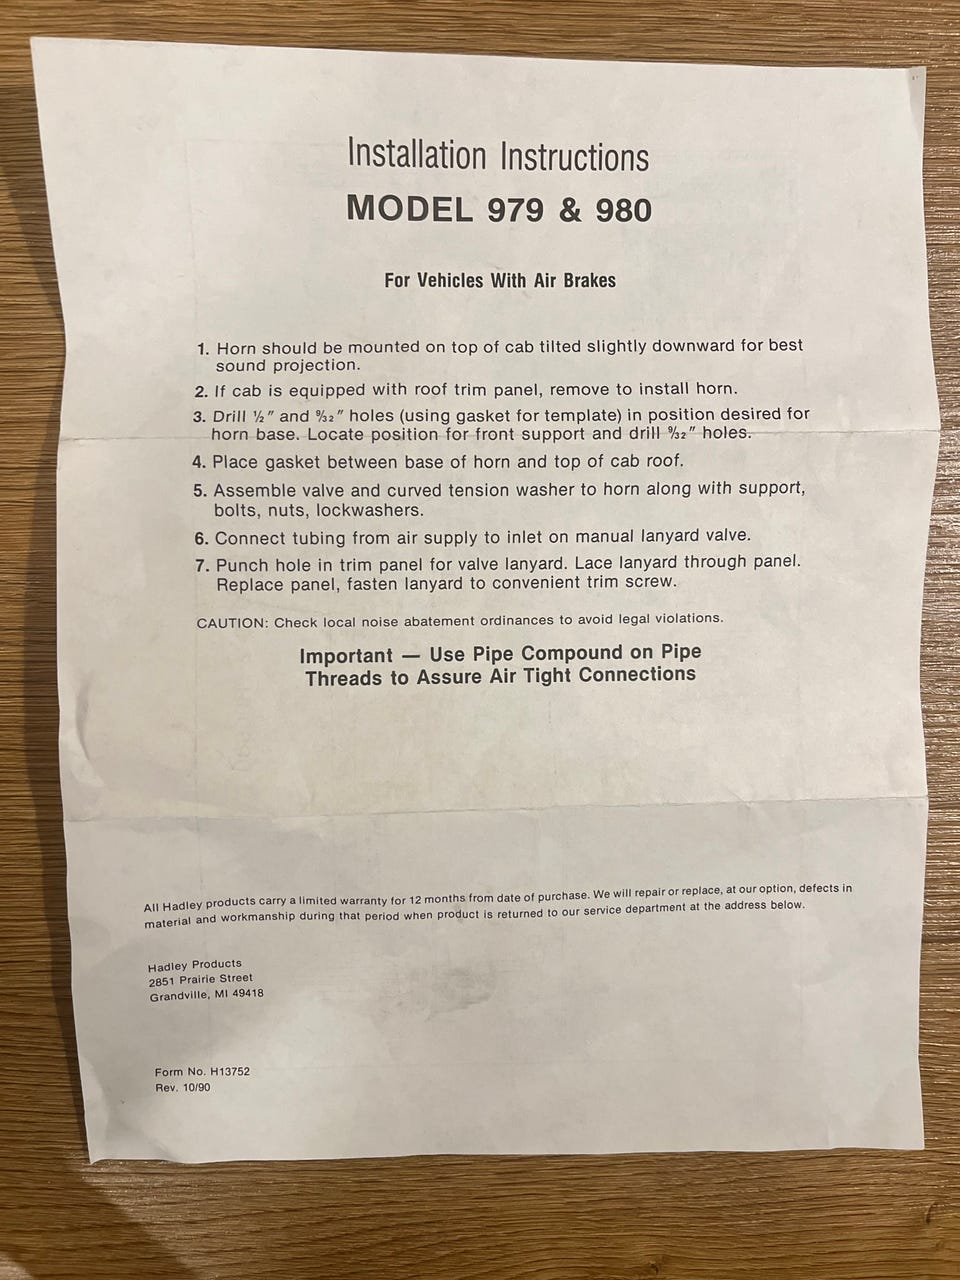 Installation Instructions
MODEL 979 & 980
For Vehicles With Air Brakes
1. Horn should be mounted on top of cab tilted slightly downward for best
sound projection.
2. If cab is equipped with roof trim panel, remove to install horn.
3. Drill ½″ and 9⁄32″ holes (using gasket for template) in position desired for
horn base. Locate position for front support and drill 9⁄32″ holes.
4. Place gasket between base of horn and top of cab roof.
5. Assemble valve and curved tension washer to horn along with support,
bolts, nuts, lockwashers.
6. Connect tubing from air supply to inlet on manual lanyard valve.
7. Punch hole in trim panel for valve lanyard. Lace lanyard through panel.
Replace panel, fasten lanyard to convenient trim screw.
CAUTION: Check local noise abatement ordinances to avoid legal violations.
Important — Use Pipe Compound on Pipe
Threads to Assure Air Tight Connections
All Hadley products carry a limited warranty for 12 months from date of purchase. We will repair or replace, at our option, defects in
material and workmanship during that period when product is returned to our service department at the address below.
Hadley Products
2851 Prairie Street
Grandville, MI 49418
Form No. H13752
Rev. 10/90